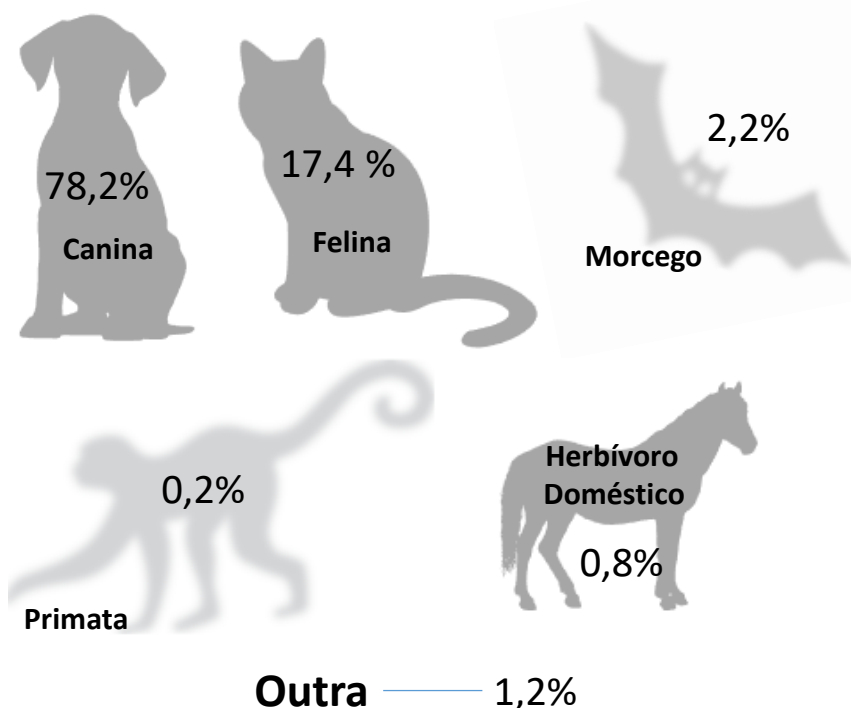 78,2%
Canina
17,4 %
Felina
2,2%
Morcego
0,2%
Primata
Herbívoro
Doméstico
0,8%
Outra 1,2%